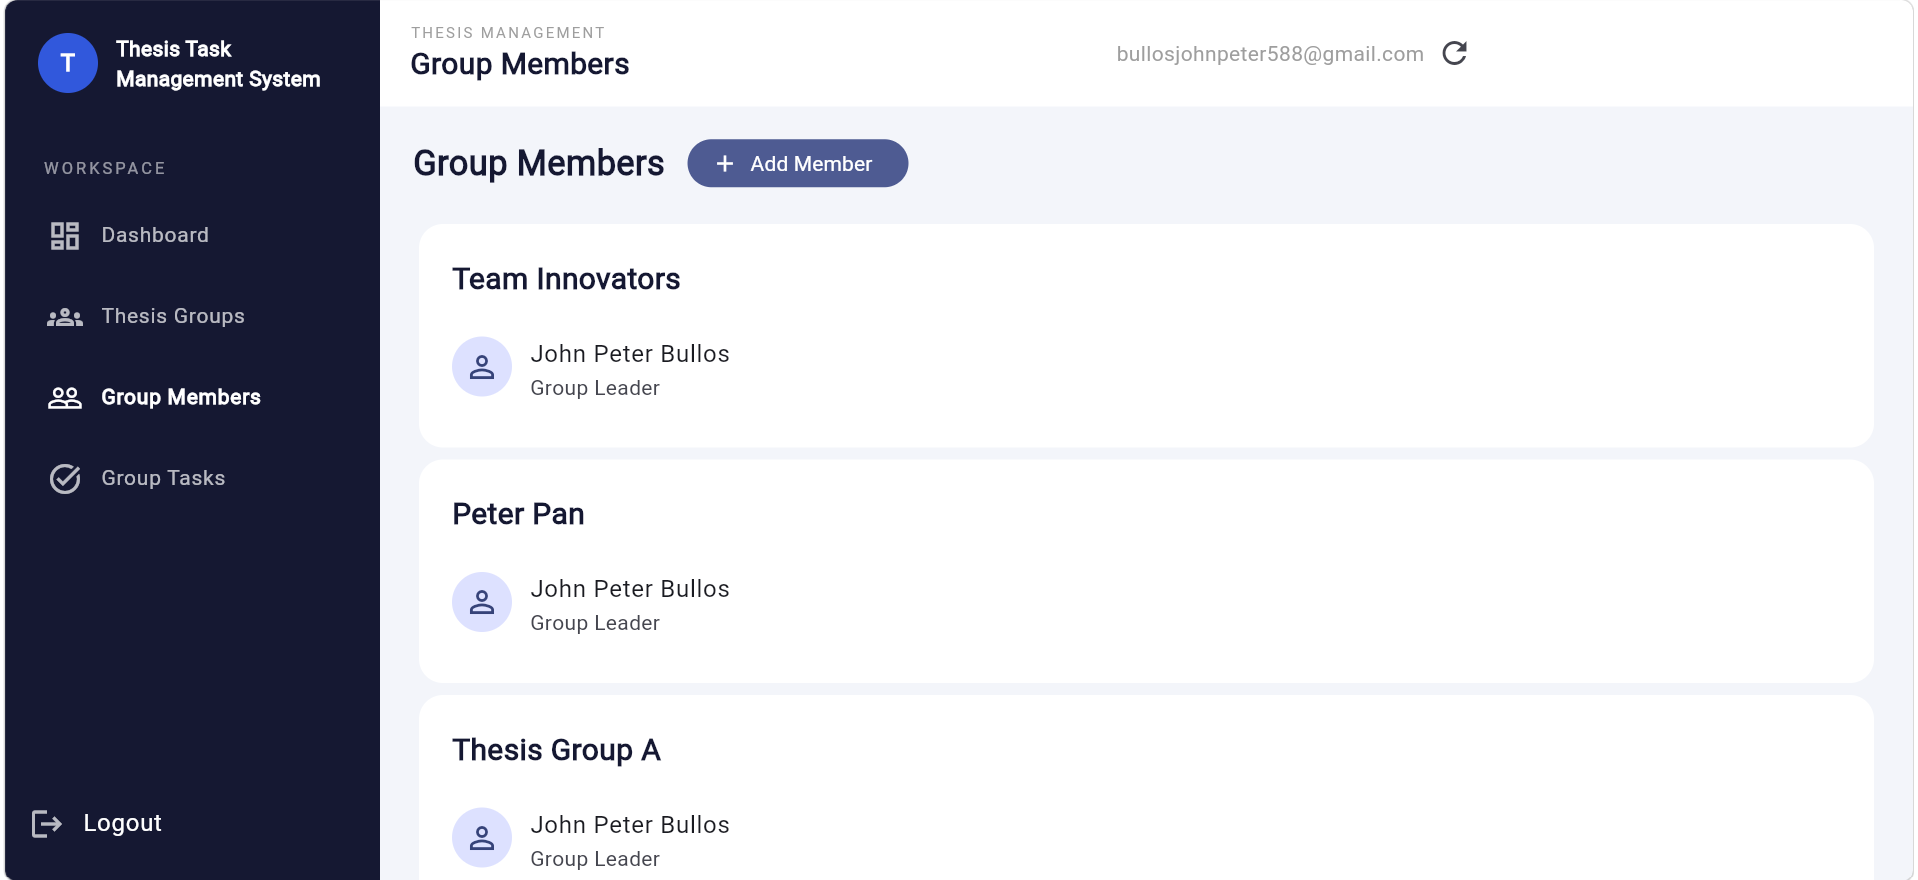 T
Thesis Task
Management System
WORKSPACE
Dashboard
Thesis Groups
Group Members
Group Tasks
Logout
THESIS MANAGEMENT
Group Members
bullosjohnpeter588@gmail.com
Group Members
Add Member
Team Innovators
John Peter Bullos
Group Leader
Peter Pan
John Peter Bullos
Group Leader
Thesis Group A
John Peter Bullos
Group Leader